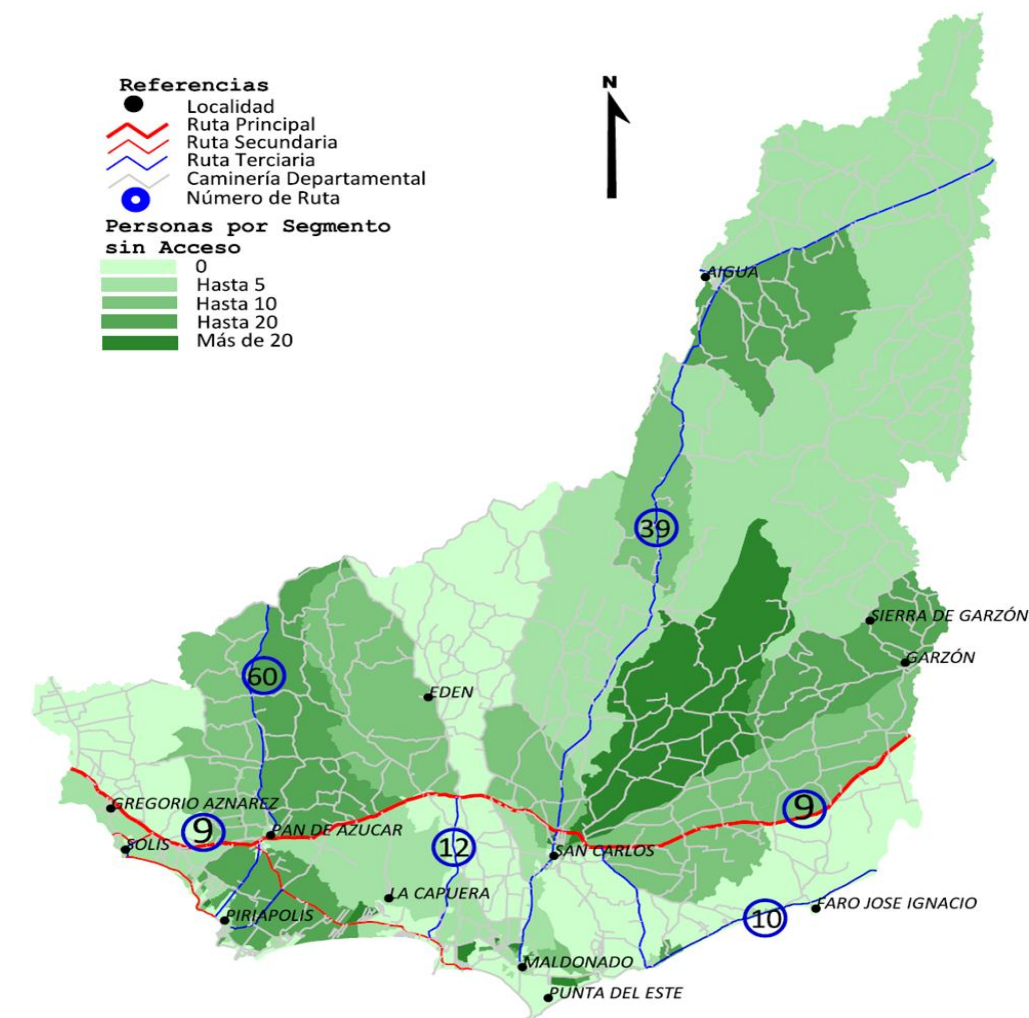 Referencias
Localidad
Ruta Principal
Ruta Secundaria
Ruta Terciaria
Caminería Departamental
Número de Ruta
Personas por Segmento
sin Acceso
0
Hasta 5
Hasta 10
Hasta 20
Más de 20
N
AIGUA
39
SIERRA DE GARZÓN
GARZÓN
60
EDEN
GREGORIO AZNAREZ
9
PAN DE AZUCAR
9
SOLIS
12
SAN CARLOS
LA CAPUERA
PIRIAPOLIS
FARO JOSE IGNACIO
10
MALDONADO
PUNTA DEL ESTE